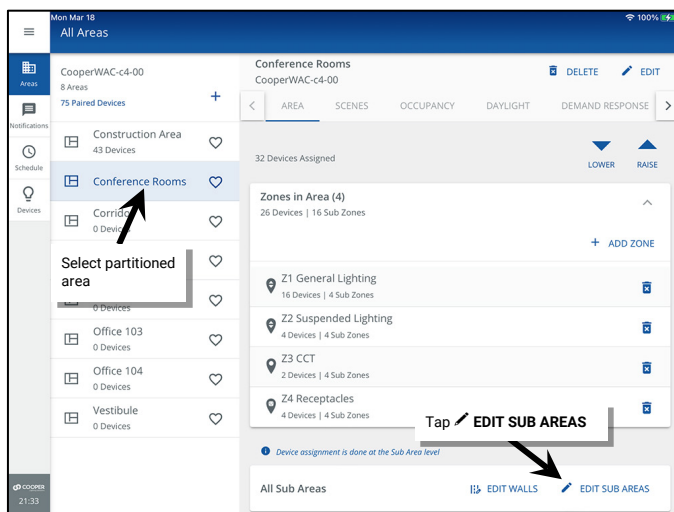 Mon Mar 18
100%
All Areas
Areas
Notifications
Schedule
Devices
COOPER
21:33
CooperWAC-c4-00
8 Areas
75 Paired Devices
+
Construction Area
43 Devices
Conference Rooms
Corrido
0 Devices
Select partitioned
area
0 Devices
Office 103
0 Devices
Office 104
0 Devices
Vestibule
0 Devices
Conference Rooms
CooperWAC-c4-00
DELETE
EDIT
AREA SCENES OCCUPANCY DAYLIGHT DEMAND RESPONSE
32 Devices Assigned
LOWER RAISE
Zones in Area (4)
26 Devices | 16 Sub Zones
+ ADD ZONE
Z1 General Lighting
16 Devices | 4 Sub Zones
Z2 Suspended Lighting
4 Devices | 4 Sub Zones
Z3 CCT
2 Devices | 4 Sub Zones
Z4 Receptacles
4 Devices | 4 Sub Zones
Tap EDIT SUB AREAS
Device assignment is done at the Sub Area level
All Sub Areas
EDIT WALLS
EDIT SUB AREAS